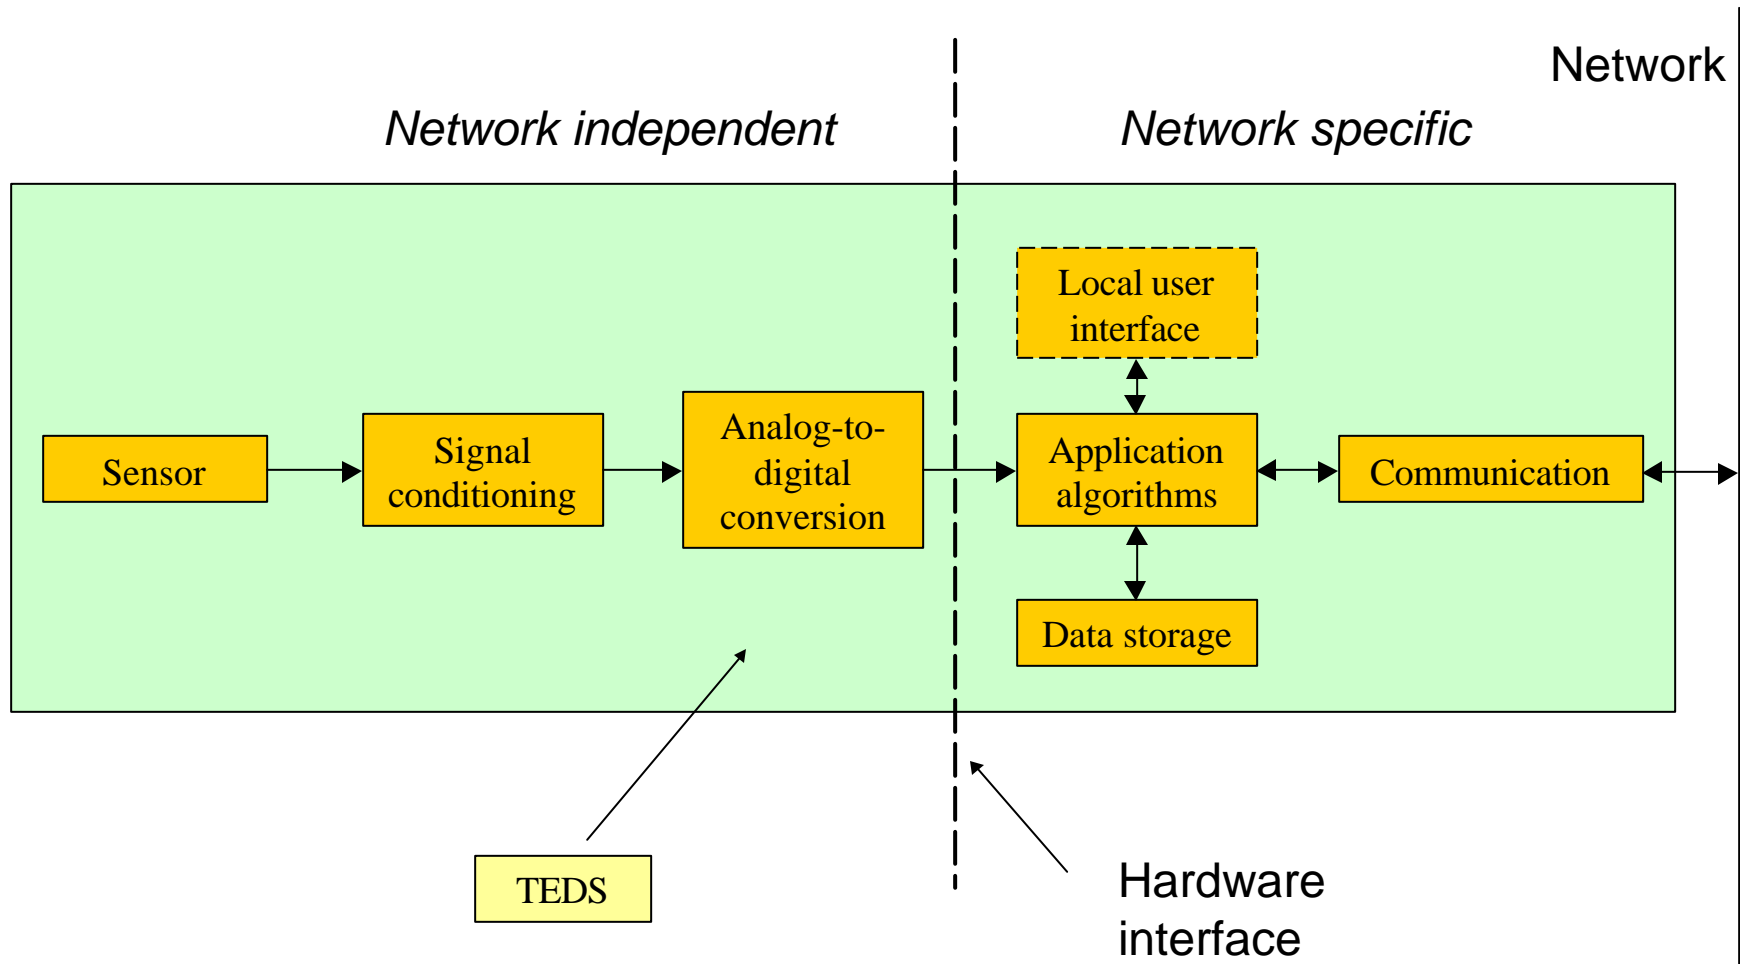 Network
Network independent
Network specific
Local user
interface
Sensor
Signal
conditioning
Analog-to-
digital
conversion
Application
algorithms
Communication
Data storage
TEDS
Hardware
interface